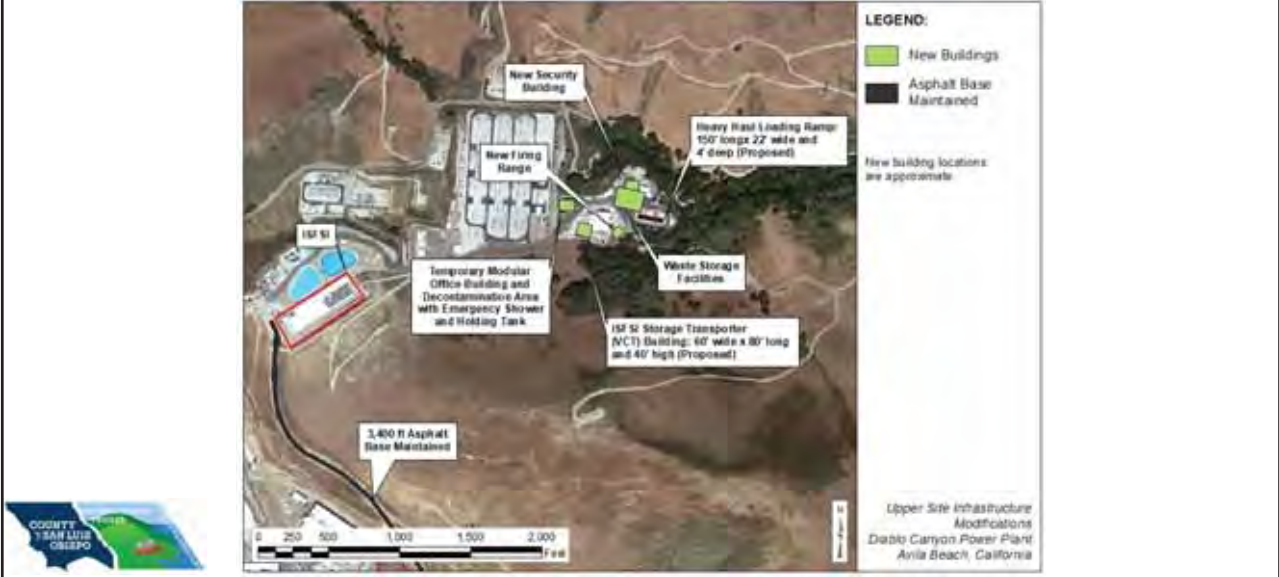 LEGEND:
New Buildings
Asphalt Base
Maintained
New building locations
are approximate
New Security
Building
Heavy Haul Loading Ramp:
150' long x 22' wide and
4' deep (Proposed)
New Firing
Range
ISFSI
Temporary Modular
Office Building and
Decontamination Area
with Emergency Shower
and Holding Tank
Waste Storage
Facilities
ISFSI Storage Transporter
(VCT) Building: 60' wide x 80' long
and 40' high (Proposed)
3,400 ft Asphalt
Base Maintained
0 250 500 1,000 1,500 2,000
Feet
Upper Site Infrastructure
Modifications
Diablo Canyon Power Plant
Avila Beach, California
COUNTY
SAN LUIS
OBISPO